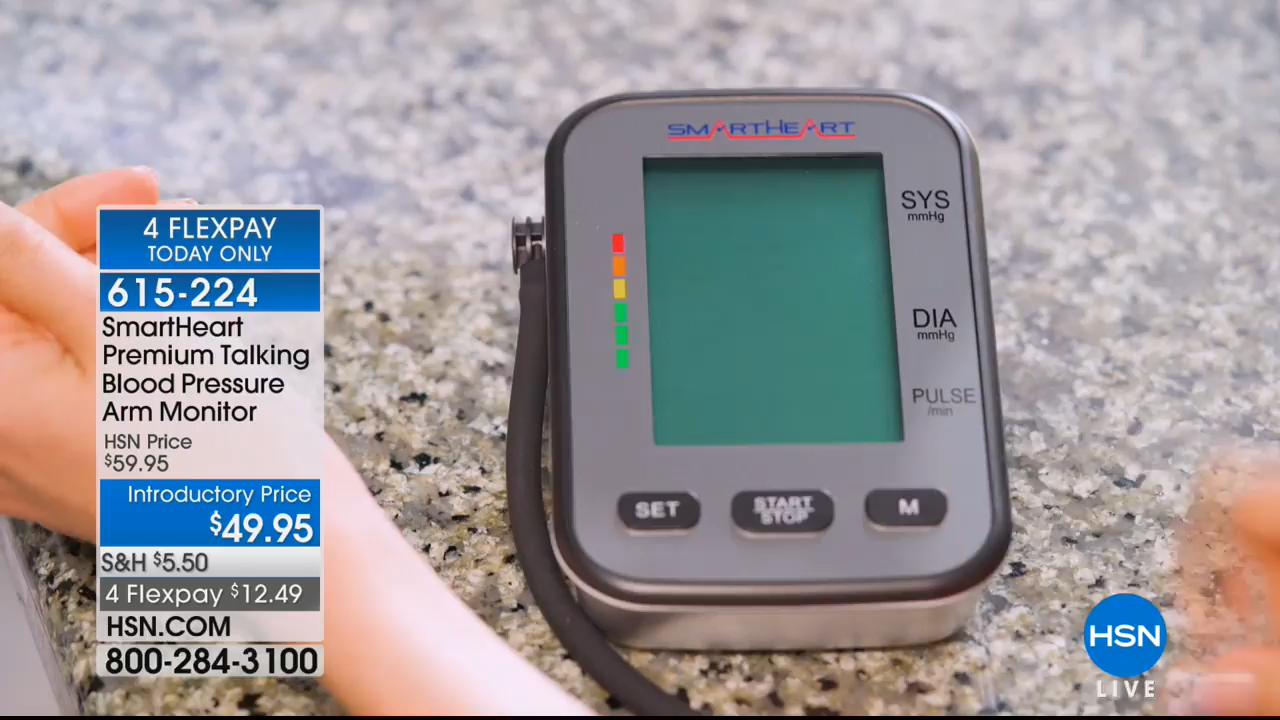 4 FLEXPAY
TODAY ONLY
615-224
SmartHeart
Premium Talking
Blood Pressure
Arm Monitor
HSN Price
$59.95
Introductory Price
$49.95
S&H $5.50
4 Flexpay $12.49
HSN.COM
800-284-3100
SMARTHEART
SYS
mmHg
DIA
mmHg
PULSE
/min
SET
START
STOP
M
HSN
LIVE